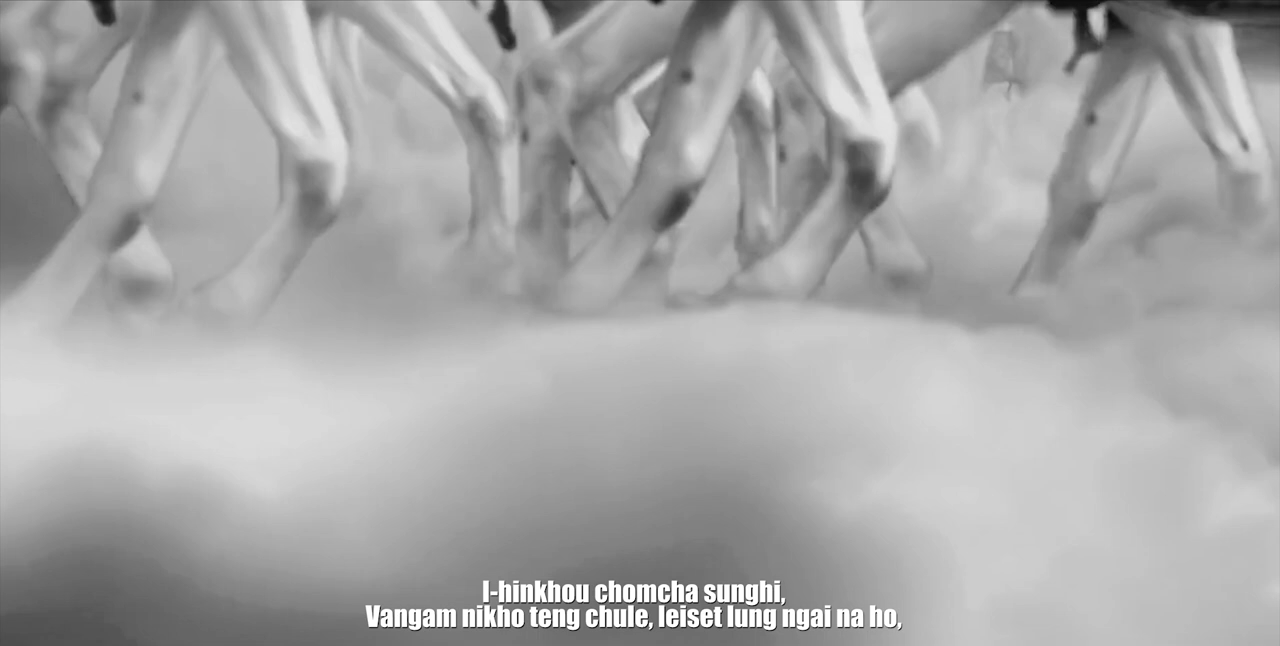 I-hinkhou chomcha sunghi,
Vangam nikho teng chule, leiset lung ngai na ho,